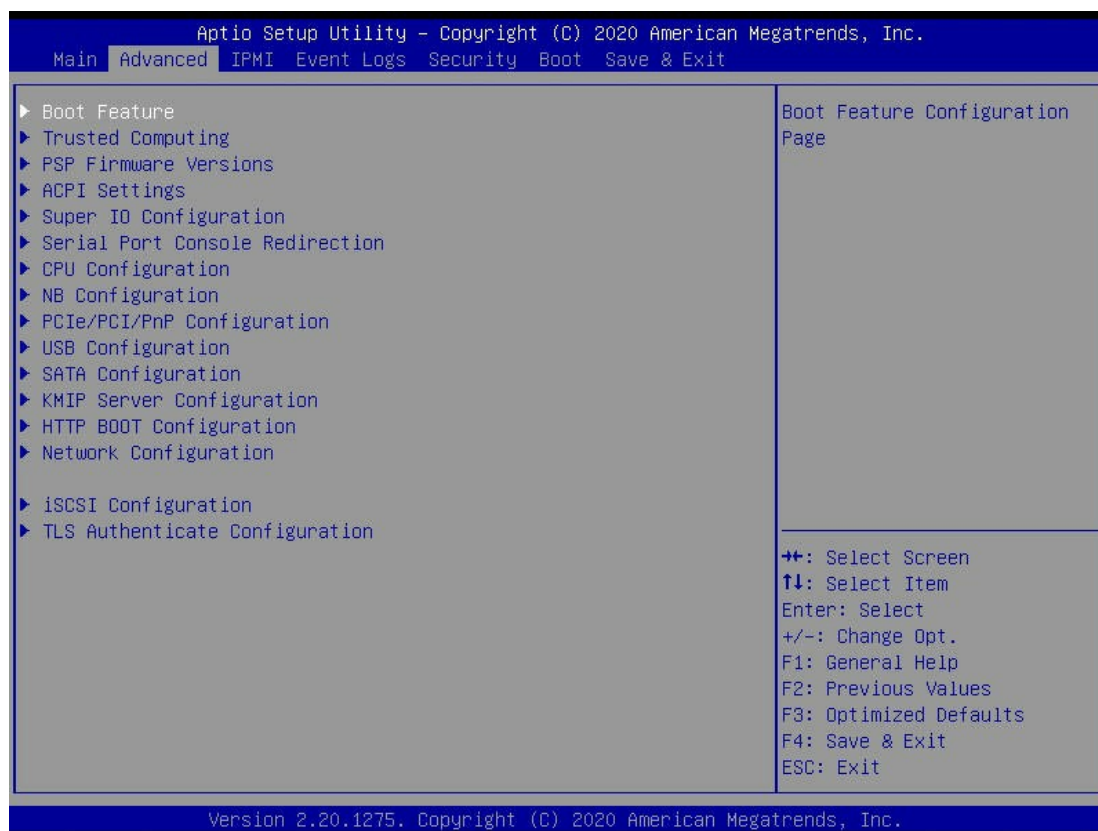 Aptio Setup Utility – Copyright (C) 2020 American Megatrends, Inc.
Main Advanced IPMI Event Logs Security Boot Save & Exit
▶ Boot Feature
▶ Trusted Computing
▶ PSP Firmware Versions
▶ ACPI Settings
▶ Super IO Configuration
▶ Serial Port Console Redirection
▶ CPU Configuration
▶ NB Configuration
▶ PCIe/PCI/PnP Configuration
▶ USB Configuration
▶ SATA Configuration
▶ KMIP Server Configuration
▶ HTTP BOOT Configuration
▶ Network Configuration
▶ iSCSI Configuration
▶ TLS Authenticate Configuration
Boot Feature Configuration
Page
→←: Select Screen
↑↓: Select Item
Enter: Select
+/-: Change Opt.
F1: General Help
F2: Previous Values
F3: Optimized Defaults
F4: Save & Exit
ESC: Exit
Version 2.20.1275. Copyright (C) 2020 American Megatrends, Inc.